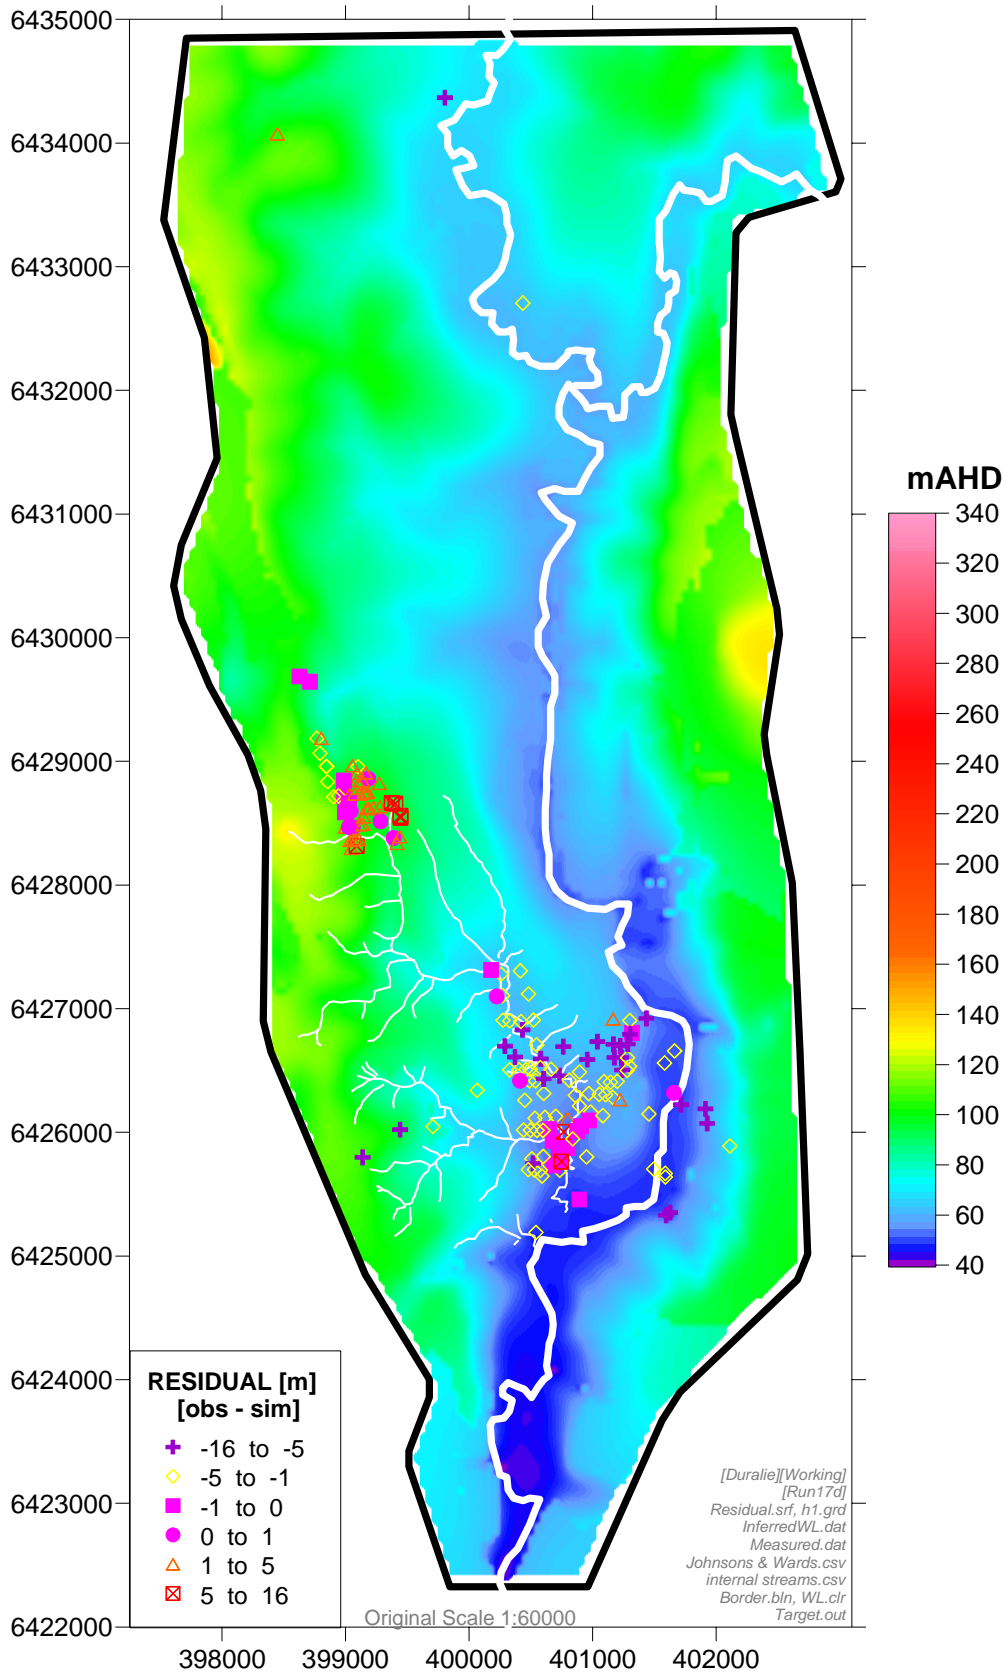 6435000
6434000
6433000
6432000
6431000
6430000
6429000
6428000
6427000
6426000
6425000
6424000
6423000
6422000
398000
399000
400000
401000
402000
mAHD
340
320
300
280
260
240
220
200
180
160
140
120
100
80
60
40
RESIDUAL [m]
[obs - sim]
-16 to -5
-5 to -1
-1 to 0
0 to 1
1 to 5
5 to 16
Original Scale 1:60000
[Duralie][Working]
[Run17d]
Residual.srf, h1.grd
InferredWL.dat
Measured.dat
Johnsons & Wards.csv
internal streams.csv
Border.bln, WL.clr
Target.out